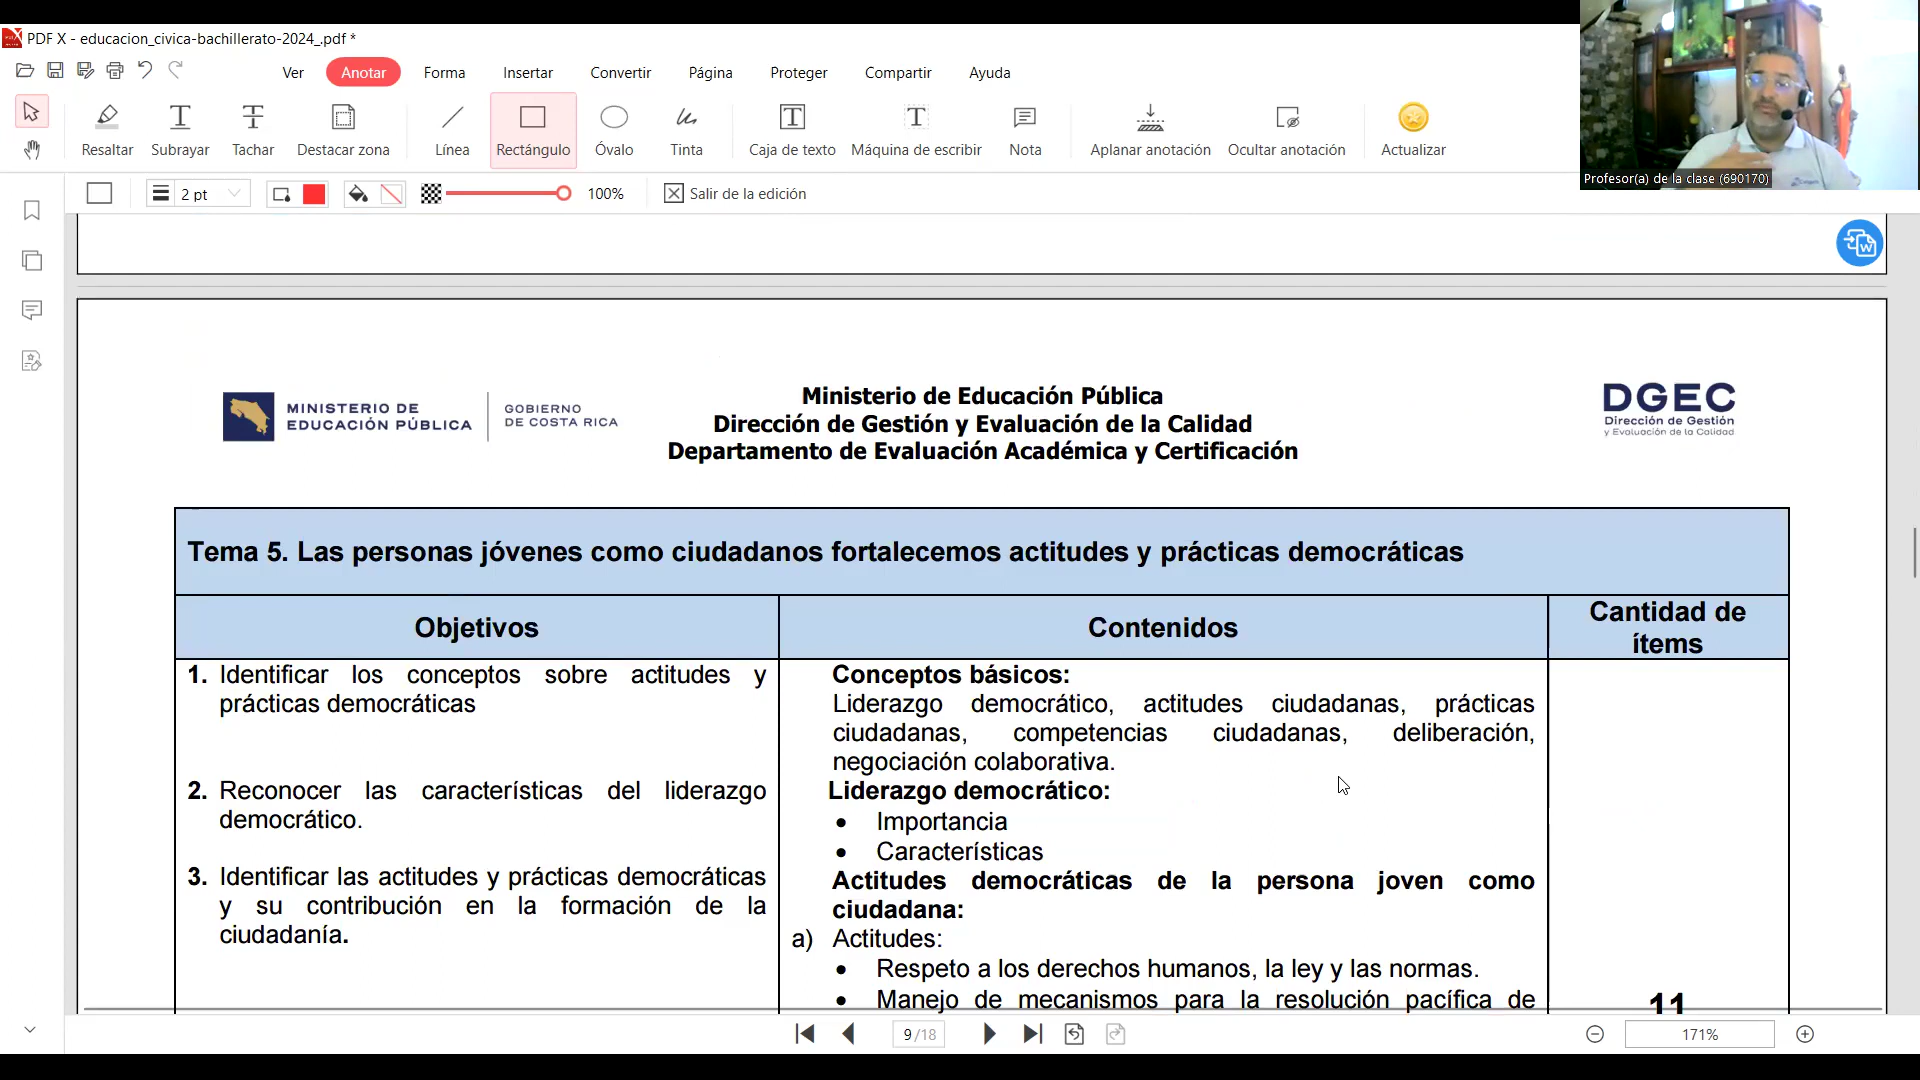 PDF X - educacion_civica-bachillerato-2024_.pdf *
Ver Anotar Forma Insertar Convertir Página Proteger Compartir Ayuda
Resaltar Subrayar Tachar Destacar zona Línea Rectángulo Óvalo Tinta Caja de texto Máquina de escribir Nota Aplanar anotación Ocultar anotación Actualizar
Profesor(a) de la clase (690170)
2 pt 100% Salir de la edición
MINISTERIO DE
EDUCACIÓN PÚBLICA
GOBIERNO
DE COSTA RICA
Ministerio de Educación Pública
Dirección de Gestión y Evaluación de la Calidad
Departamento de Evaluación Académica y Certificación
DGEC
Dirección de Gestión
y Evaluación de la Calidad
Tema 5. Las personas jóvenes como ciudadanos fortalecemos actitudes y prácticas democráticas
Objetivos
Contenidos
Cantidad de
ítems
1. Identificar los conceptos sobre actitudes y
prácticas democráticas
2. Reconocer las características del liderazgo
democrático.
3. Identificar las actitudes y prácticas democráticas
y su contribución en la formación de la
ciudadanía.
Conceptos básicos:
Liderazgo democrático, actitudes ciudadanas, prácticas
ciudadanas, competencias ciudadanas, deliberación,
negociación colaborativa.
Liderazgo democrático:
• Importancia
• Características
Actitudes democráticas de la persona joven como
ciudadana:
a) Actitudes:
• Respeto a los derechos humanos, la ley y las normas.
• Manejo de mecanismos para la resolución pacífica de
11
9/18
171%